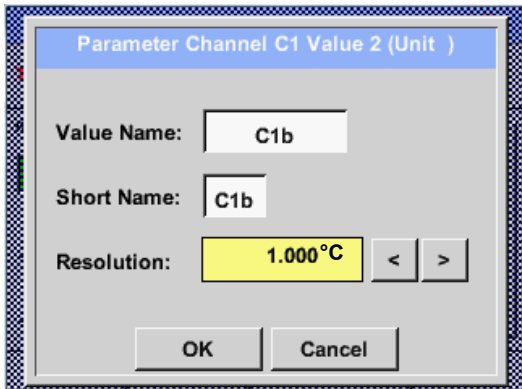 Parameter Channel C1 Value 2 (Unit )
Value Name: C1b
Short Name: C1b
Resolution: 1.000°C < >
OK Cancel